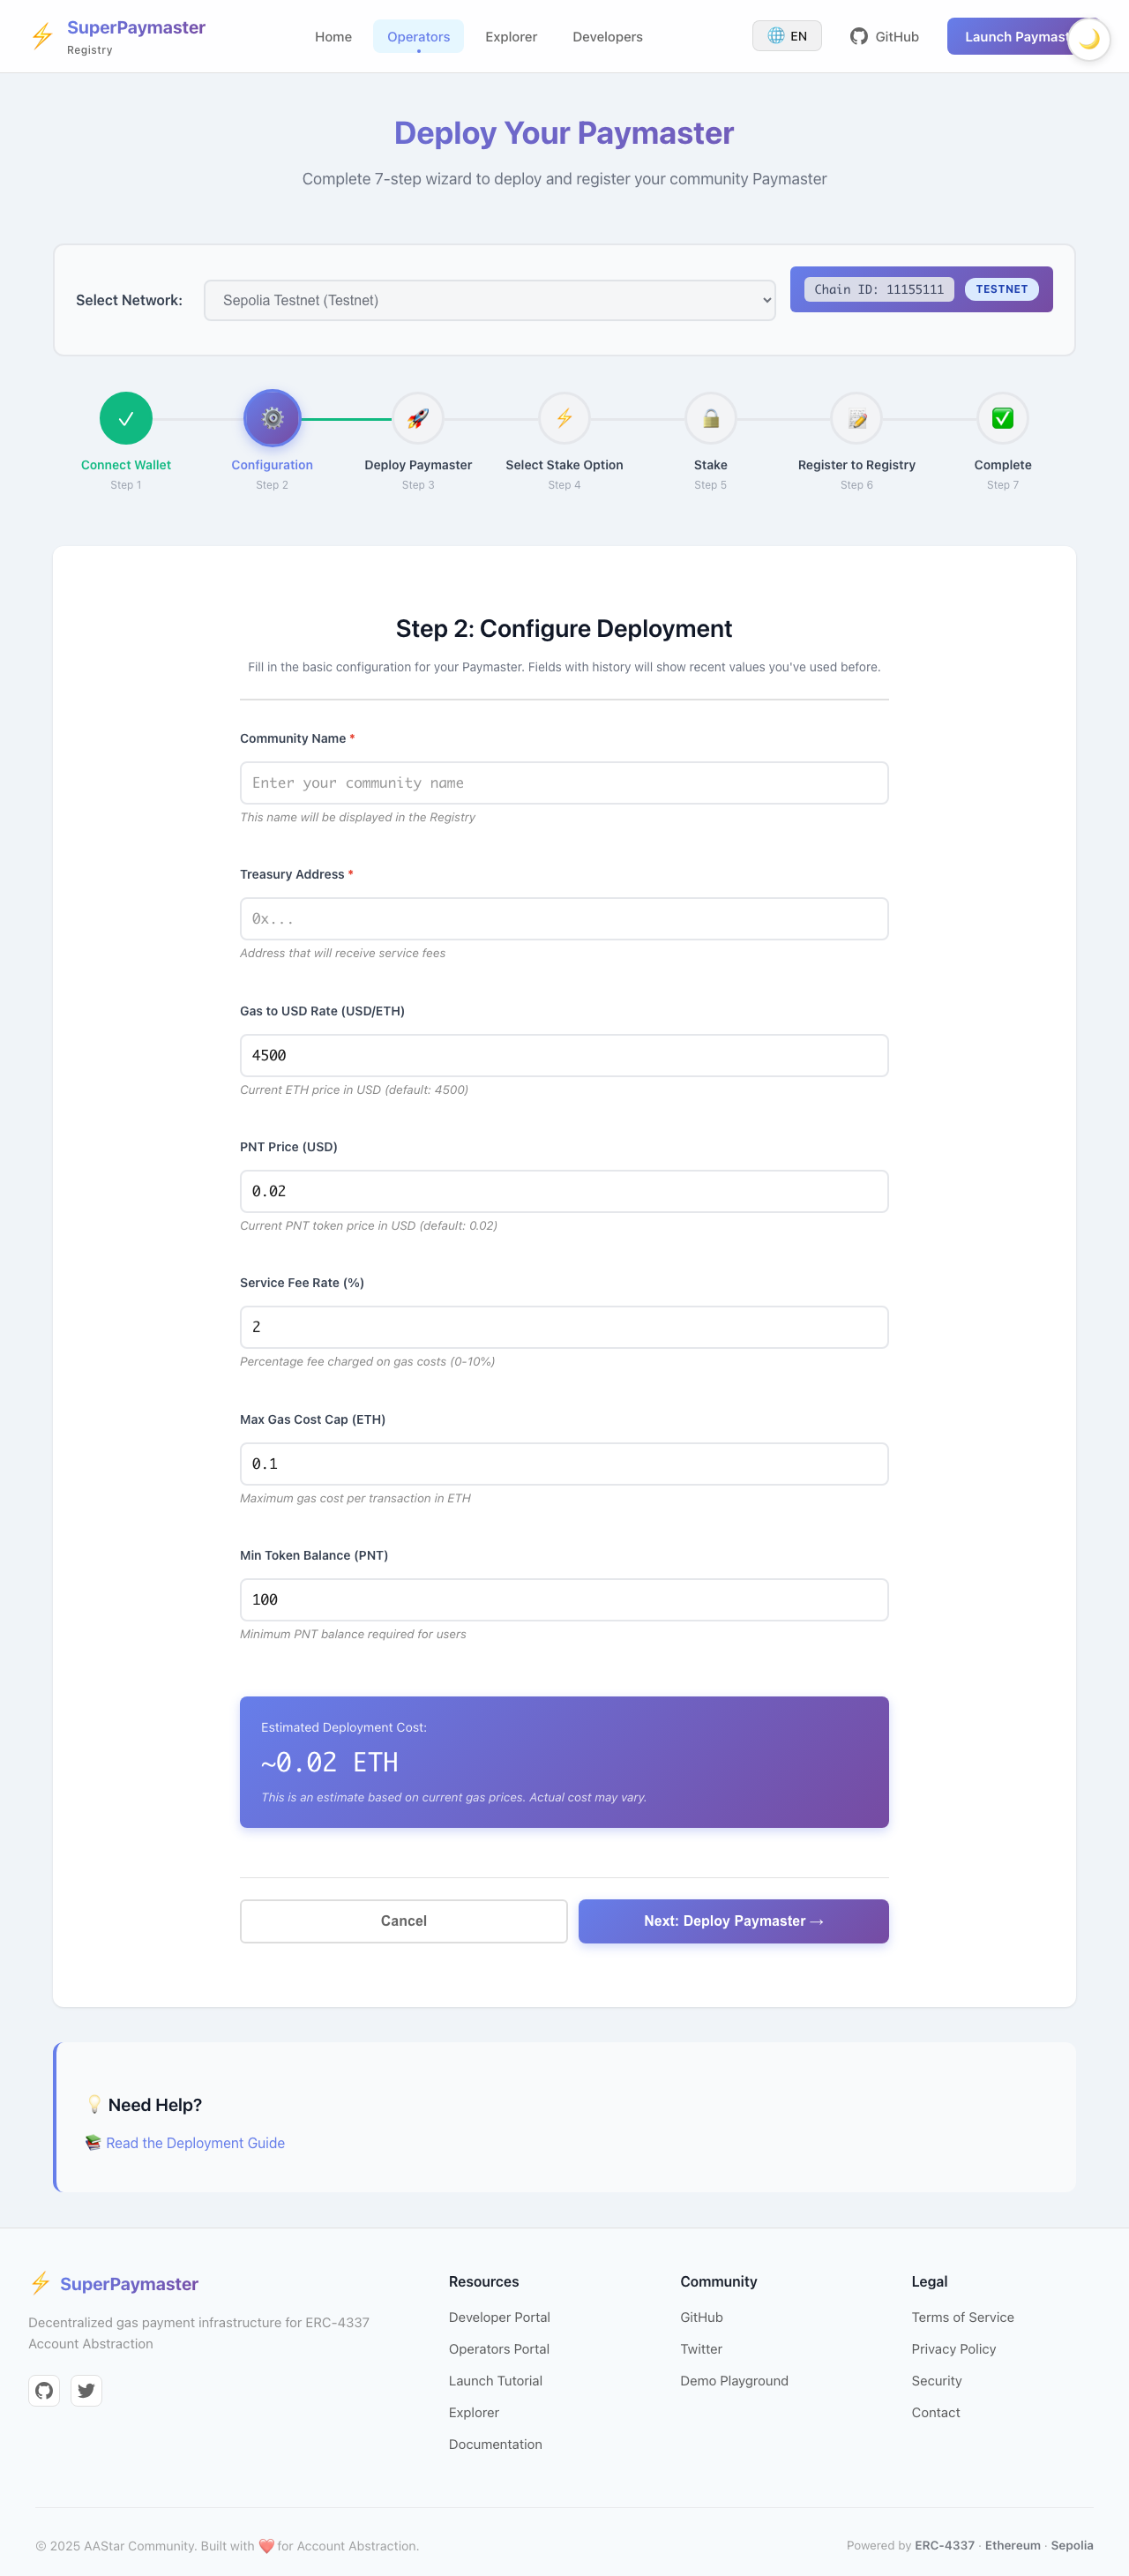 SuperPaymaster
Registry
Home
Operators
Explorer
Developers
EN
GitHub
Launch Paymast
Deploy Your Paymaster
Complete 7-step wizard to deploy and register your community Paymaster
Select Network:
Sepolia Testnet (Testnet)
Chain ID: 11155111
TESTNET
Connect Wallet
Step 1
Configuration
Step 2
Deploy Paymaster
Step 3
Select Stake Option
Step 4
Stake
Step 5
Register to Registry
Step 6
Complete
Step 7
Step 2: Configure Deployment
Fill in the basic configuration for your Paymaster. Fields with history will show recent values you've used before.
Community Name *
Enter your community name
This name will be displayed in the Registry
Treasury Address *
0x...
Address that will receive service fees
Gas to USD Rate (USD/ETH)
4500
Current ETH price in USD (default: 4500)
PNT Price (USD)
0.02
Current PNT token price in USD (default: 0.02)
Service Fee Rate (%)
2
Percentage fee charged on gas costs (0-10%)
Max Gas Cost Cap (ETH)
0.1
Maximum gas cost per transaction in ETH
Min Token Balance (PNT)
100
Minimum PNT balance required for users
Estimated Deployment Cost:
~0.02 ETH
This is an estimate based on current gas prices. Actual cost may vary.
Cancel
Next: Deploy Paymaster →
💡 Need Help?
📚 Read the Deployment Guide
SuperPaymaster
Decentralized gas payment infrastructure for ERC-4337
Account Abstraction
Resources
Developer Portal
Operators Portal
Launch Tutorial
Explorer
Documentation
Community
GitHub
Twitter
Demo Playground
Legal
Terms of Service
Privacy Policy
Security
Contact
© 2025 AAStar Community. Built with ❤️ for Account Abstraction.
Powered by ERC-4337 · Ethereum · Sepolia